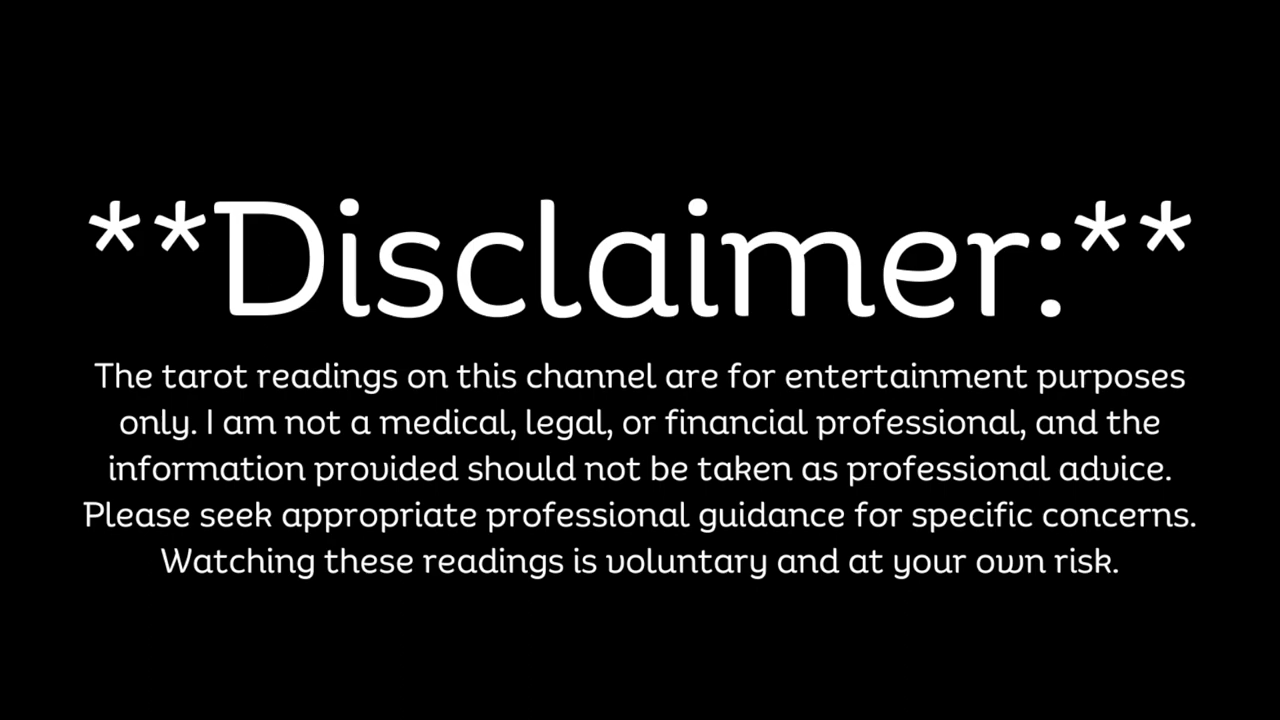 **Disclaimer:**
The tarot readings on this channel are for entertainment purposes
only. I am not a medical, legal, or financial professional, and the
information provided should not be taken as professional advice.
Please seek appropriate professional guidance for specific concerns.
Watching these readings is voluntary and at your own risk.